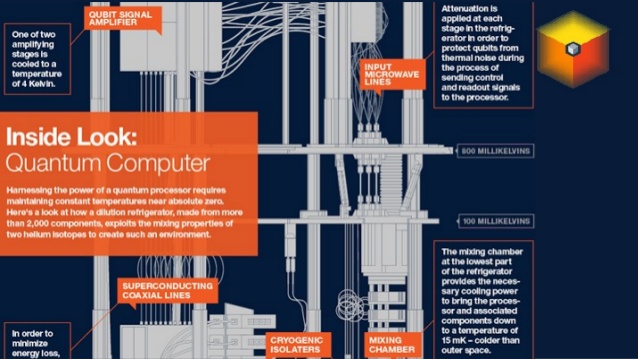 QUBIT SIGNAL
AMPLIFIER
One of two
amplifying
stages is
cooled to a
temperature
of 4 Kelvin.
INPUT
MICROWAVE
LINES
Attenuation is
applied at each
stage in the refrig-
erator in order to
protect qubits from
thermal noise during
the process of
sending control
and readout signals
to the processor.
Inside Look:
Quantum Computer
Harnessing the power of a quantum processor requires
maintaining constant temperatures near absolute zero.
Here's a look at how a dilution refrigerator, made from more
than 2,000 components, exploits the mixing properties of
two helium isotopes to create such an environment.
800 MILLIKELVINS
100 MILLIKELVINS
SUPERCONDUCTING
COAXIAL LINES
In order to
minimize
energy loss,
CRYOGENIC
ISOLATERS
MIXING
CHAMBER
The mixing chamber
at the lowest part
of the refrigerator
provides the neces-
sary cooling power
to bring the proces-
sor and associated
components down
to a temperature of
15 mK – colder than
outer space.